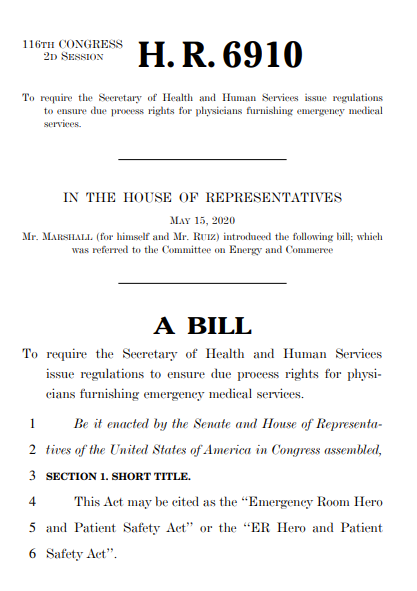 116TH CONGRESS
2D SESSION
H. R. 6910
To require the Secretary of Health and Human Services issue regulations
to ensure due process rights for physicians furnishing emergency medical
services.
IN THE HOUSE OF REPRESENTATIVES
MAY 15, 2020
Mr. MARSHALL (for himself and Mr. RUIZ) introduced the following bill; which
was referred to the Committee on Energy and Commerce
A BILL
To require the Secretary of Health and Human Services
issue regulations to ensure due process rights for physi-
cians furnishing emergency medical services.
1 Be it enacted by the Senate and House of Representa-
2 tives of the United States of America in Congress assembled,
3 SECTION 1. SHORT TITLE.
4 This Act may be cited as the ‘‘Emergency Room Hero
5 and Patient Safety Act’’ or the ‘‘ER Hero and Patient
6 Safety Act’’.